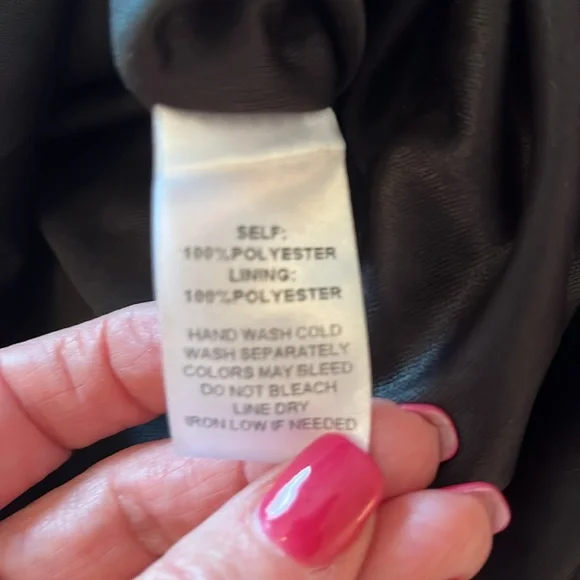 SELF:
100%POLYESTER
LINING:
100%POLYESTER
HAND WASH COLD
WASH SEPARATELY
COLORS MAY BLEED
DO NOT BLEACH
LINE DRY
IRON LOW IF NEEDED